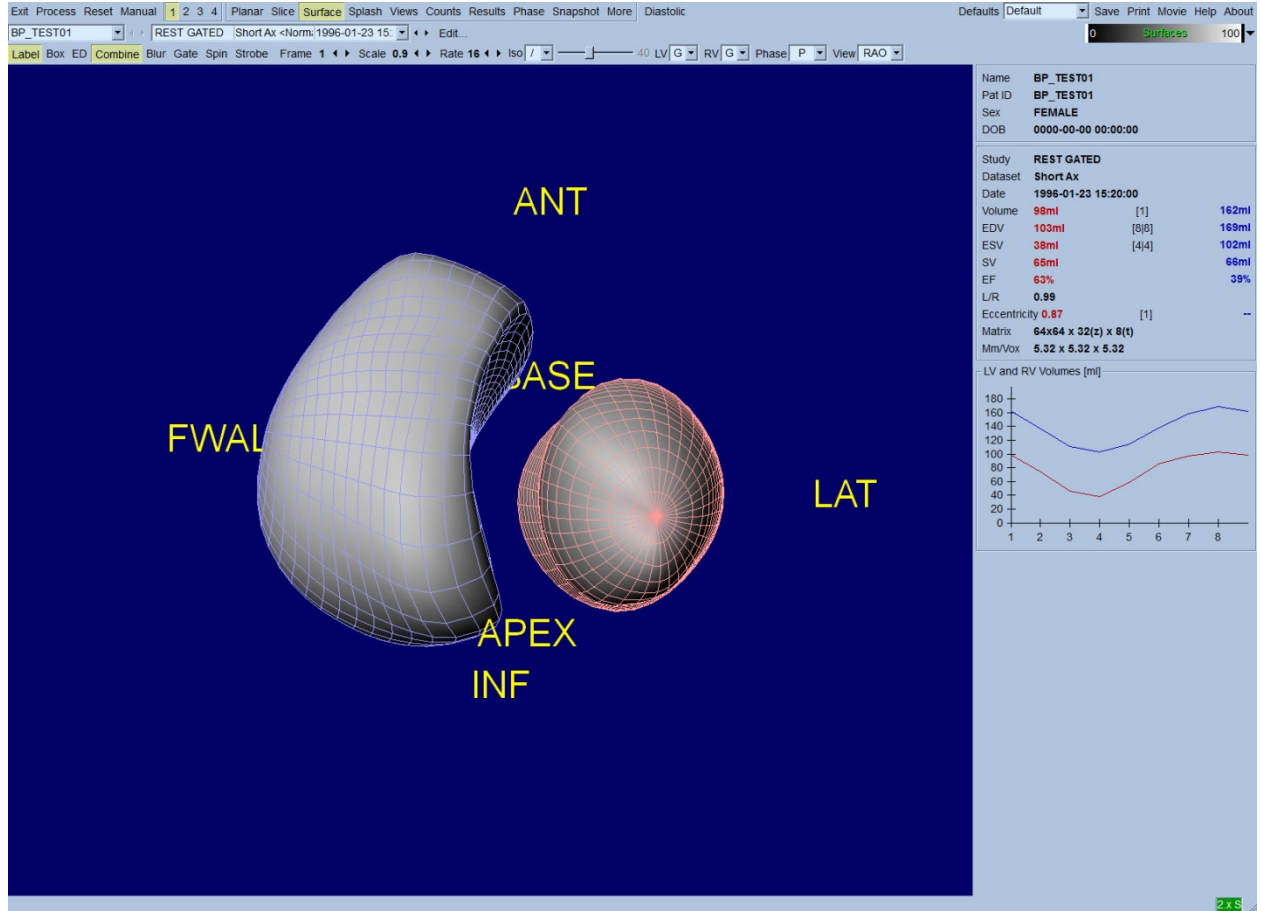 Exit Process Reset Manual 1 2 3 4 Planar Slice Surface Splash Views Counts Results Phase Snapshot More Diastolic Defaults Default Save Print Movie Help About
BP_TEST01 REST GATED Short Ax <Norm: 1996-01-23 15: Edit... 0 Surfaces 100
Label Box ED Combine Blur Gate Spin Strobe Frame 1 Scale 0.9 Rate 16 Iso / 40 LV G RV G Phase P View RAO
ANT
BASE
FWAL
LAT
APEX
INF
Name BP_TEST01
Pat ID BP_TEST01
Sex FEMALE
DOB 0000-00-00 00:00:00
Study REST GATED
Dataset Short Ax
Date 1996-01-23 15:20:00
Volume 98ml [1] 162ml
EDV 103ml [8|8] 169ml
ESV 38ml [4|4] 102ml
SV 65ml 66ml
EF 63% 39%
L/R 0.99
Eccentricity 0.87 [1] --
Matrix 64x64 x 32(z) x 8(t)
Mm/Vox 5.32 x 5.32 x 5.32
LV and RV Volumes [ml]
180
160
140
120
100
80
60
40
20
0
1 2 3 4 5 6 7 8
2.x S